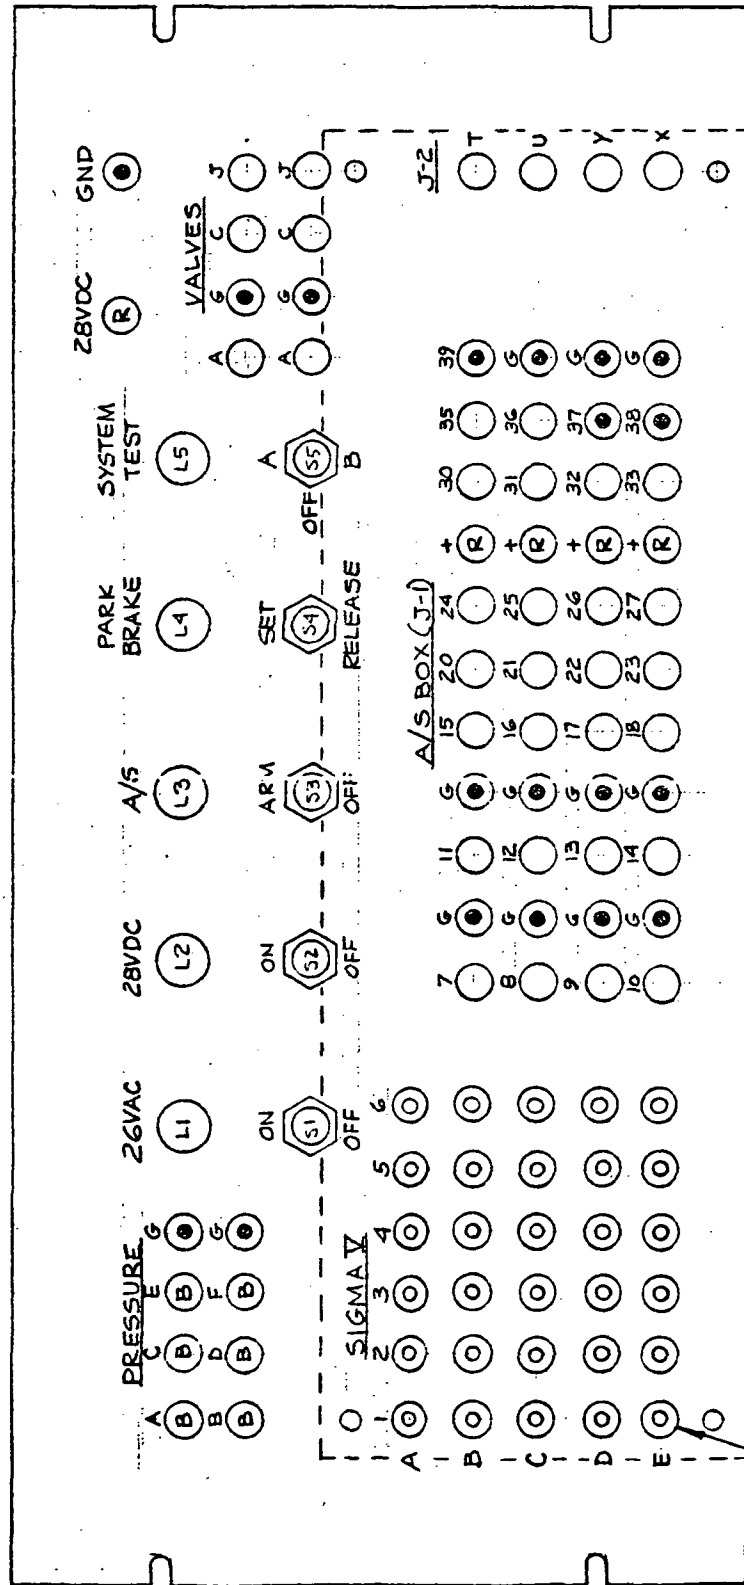 28VDC GND
PARK SYSTEM
PRESSURE 26VAC 28VDC A/S BRAKE TEST R
A C E G
B B B L1 L2 L3 L4 L5 VALVES
B D F G A G C J
B B B
ON ON ARM SET A
A G C J
S1 S2 S3 S4 OFF S5
OFF OFF OFF RELEASE B
SIGMA V
1 2 3 4 5 6
A
A/S BOX (J-1) J-2
7 G 11 G 15 20 24 + 30 35 39
B R T
8 G 12 G 16 21 25 + 31 36 G
C R U
9 G 13 G 17 22 26 + 32 37 G
D R Y
10 G 14 G 18 23 27 + 33 38 G
E R X